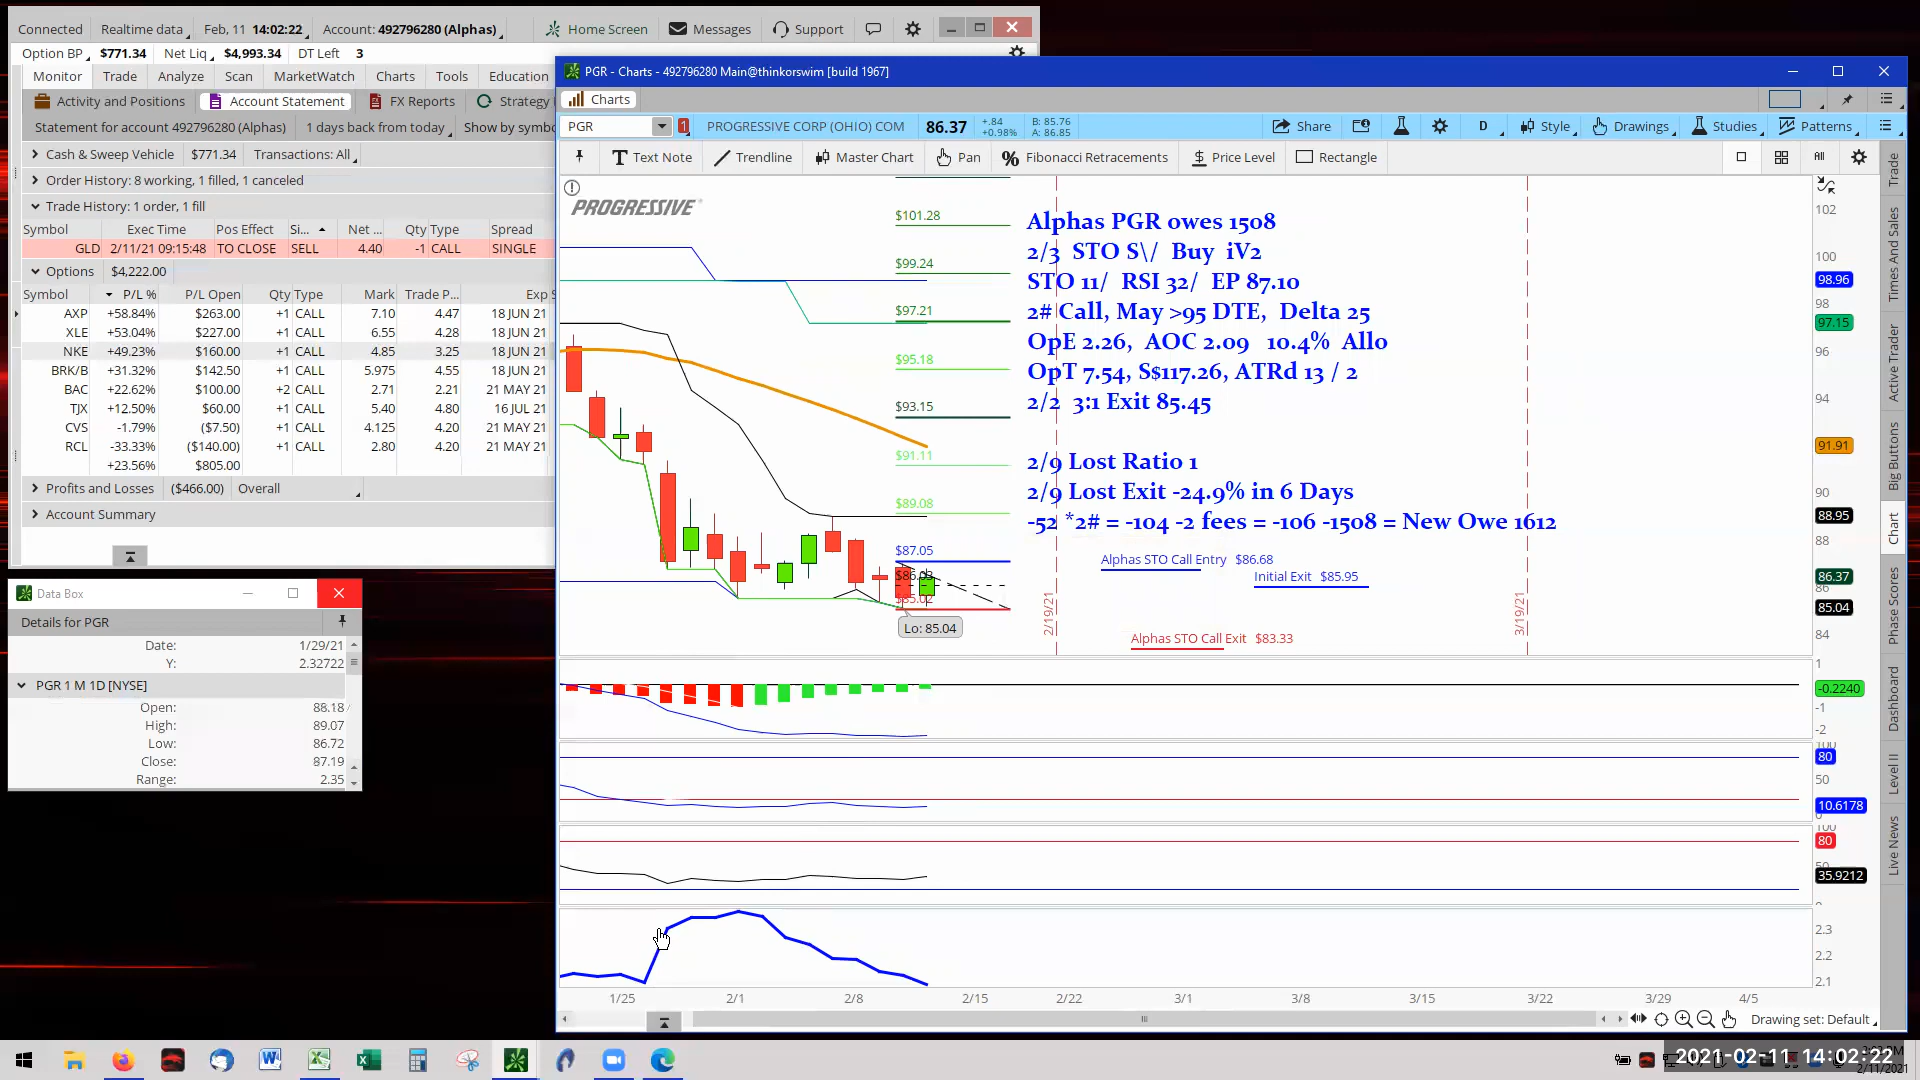 Connected Realtime data Feb, 11 14:02:22 Account: 492796280 (Alphas) Home Screen Messages Support
Option BP $771.34 Net Liq $4,993.34 DT Left 3
Monitor Trade Analyze Scan MarketWatch Charts Tools Education
Activity and Positions Account Statement FX Reports Strategy
Statement for account 492796280 (Alphas) 1 days back from today Show by symbo
Cash & Sweep Vehicle $771.34 Transactions: All
Order History: 8 working, 1 filled, 1 canceled
Trade History: 1 order, 1 fill
Symbol Exec Time Pos Effect Si... Net ... Qty Type Spread
GLD 2/11/21 09:15:48 TO CLOSE SELL 4.40 -1 CALL SINGLE
Options $4,222.00
Symbol P/L % P/L Open Qty Type Mark Trade P... Exp S
AXP +58.84% $263.00 +1 CALL 7.10 4.47 18 JUN 21
XLE +53.04% $227.00 +1 CALL 6.55 4.28 18 JUN 21
NKE +49.23% $160.00 +1 CALL 4.85 3.25 18 JUN 21
BRK/B +31.32% $142.50 +1 CALL 5.975 4.55 18 JUN 21
BAC +22.62% $100.00 +2 CALL 2.71 2.21 21 MAY 21
TJX +12.50% $60.00 +1 CALL 5.40 4.80 16 JUL 21
CVS -1.79% ($7.50) +1 CALL 4.125 4.20 21 MAY 21
RCL -33.33% ($140.00) +1 CALL 2.80 4.20 21 MAY 21
+23.56% $805.00
Profits and Losses ($466.00) Overall
Account Summary
Data Box
Details for PGR
Date: 1/29/21
Y: 2.32722
PGR 1 M 1D [NYSE]
Open: 88.18
High: 89.07
Low: 86.72
Close: 87.19
Range: 2.35
PGR - Charts - 492796280 Main@thinkorswim [build 1967]
Charts
PGR 1 PROGRESSIVE CORP (OHIO) COM 86.37 +.84 +0.98% B: 85.76 A: 86.85 Share D Style Drawings Studies Patterns
Text Note Trendline Master Chart Pan Fibonacci Retracements Price Level Rectangle All
PROGRESSIVE
$101.28
$99.24
$97.21
$95.18
$93.15
$91.11
$89.08
$87.05
$86.03
$85.02
Lo: 85.04
Alphas PGR owes 1508
2/3 STO S\/ Buy iV2
STO 11/ RSI 32/ EP 87.10
2# Call, May >95 DTE, Delta 25
OpE 2.26, AOC 2.09 10.4% Allo
OpT 7.54, S$117.26, ATRd 13 / 2
2/2 3:1 Exit 85.45
2/9 Lost Ratio 1
2/9 Lost Exit -24.9% in 6 Days
-52 *2# = -104 -2 fees = -106 -1508 = New Owe 1612
Alphas STO Call Entry $86.68
Initial Exit $85.95
Alphas STO Call Exit $83.33
2/19/21
3/19/21
102
100
98.96
98
97.15
96
94
91.91
90
88.95
88
86.37
86
85.04
84
1
-0.2240
-1
-2
100
80
50
10.6178
0
100
80
50
35.9212
0
2.3
2.2
2.1
1/25 2/1 2/8 2/15 2/22 3/1 3/8 3/15 3/22 3/29 4/5
Drawing set: Default
Trade
Times And Sales
Active Trader
Big Buttons
Chart
Phase Scores
Dashboard
Level II
Live News
2021-02-11 14:02:22
2/11/2021